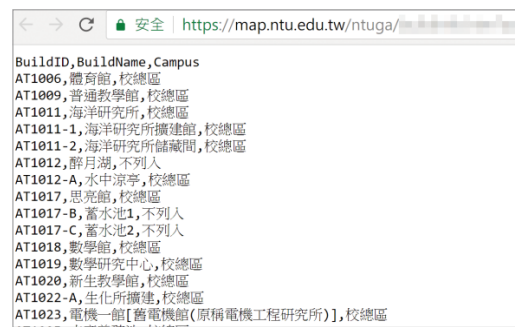 安全 https://map.ntu.edu.tw/ntuga/
BuildID,BuildName,Campus
AT1006,體育館,校總區
AT1009,普通教學館,校總區
AT1011,海洋研究所,校總區
AT1011-1,海洋研究所擴建館,校總區
AT1011-2,海洋研究所儲藏間,校總區
AT1012,醉月湖,不列入
AT1012-A,水中涼亭,校總區
AT1017,思亮館,校總區
AT1017-B,蓄水池1,不列入
AT1017-C,蓄水池2,不列入
AT1018,數學館,校總區
AT1019,數學研究中心,校總區
AT1020,新生教學館,校總區
AT1022-A,生化所擴建,校總區
AT1023,電機一館[舊電機館(原稱電機工程研究所)],校總區